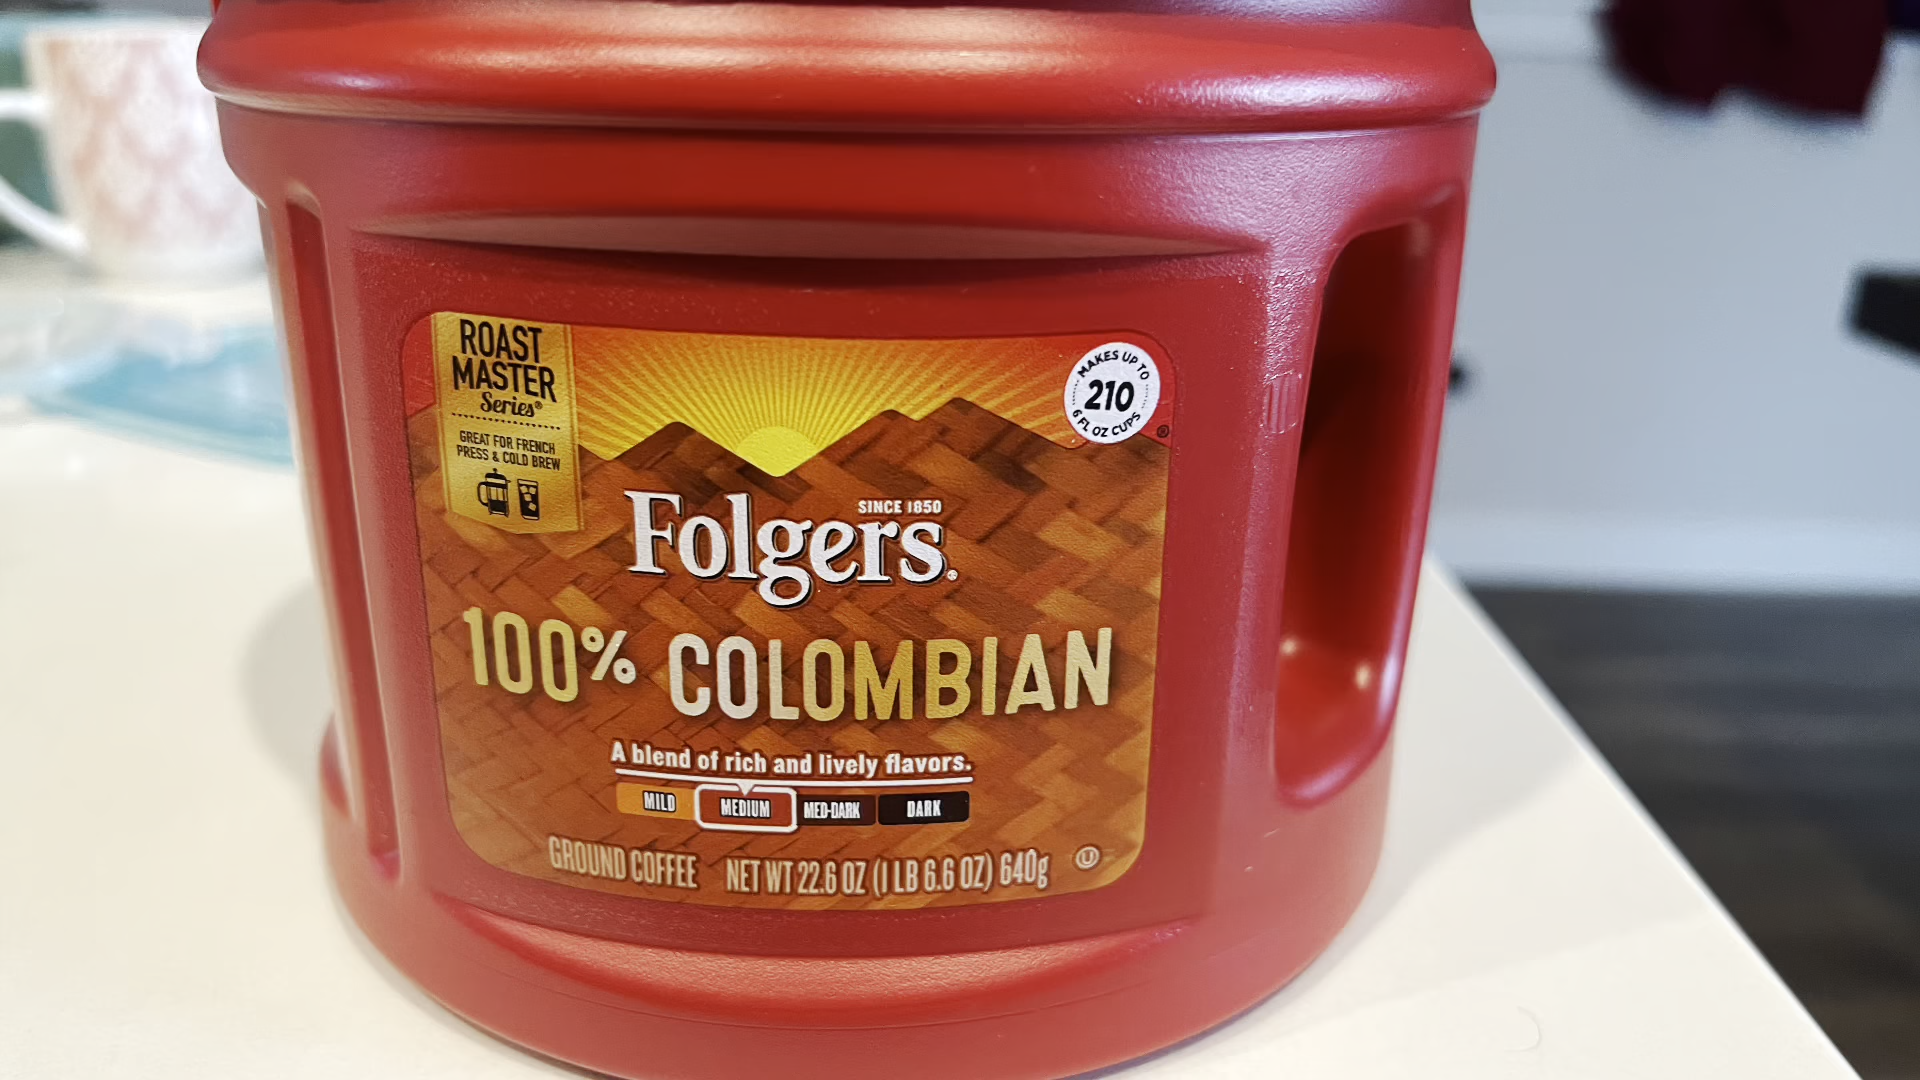 ROAST
MASTER
Series®
GREAT FOR FRENCH
PRESS & COLD BREW
MAKES UP TO
210
6 FL OZ CUPS
®
SINCE 1850
Folgers®
100% COLOMBIAN
A blend of rich and lively flavors.
MILD MEDIUM MED-DARK DARK
GROUND COFFEE NET WT 22.6 OZ (1 LB 6.6 OZ) 640g U